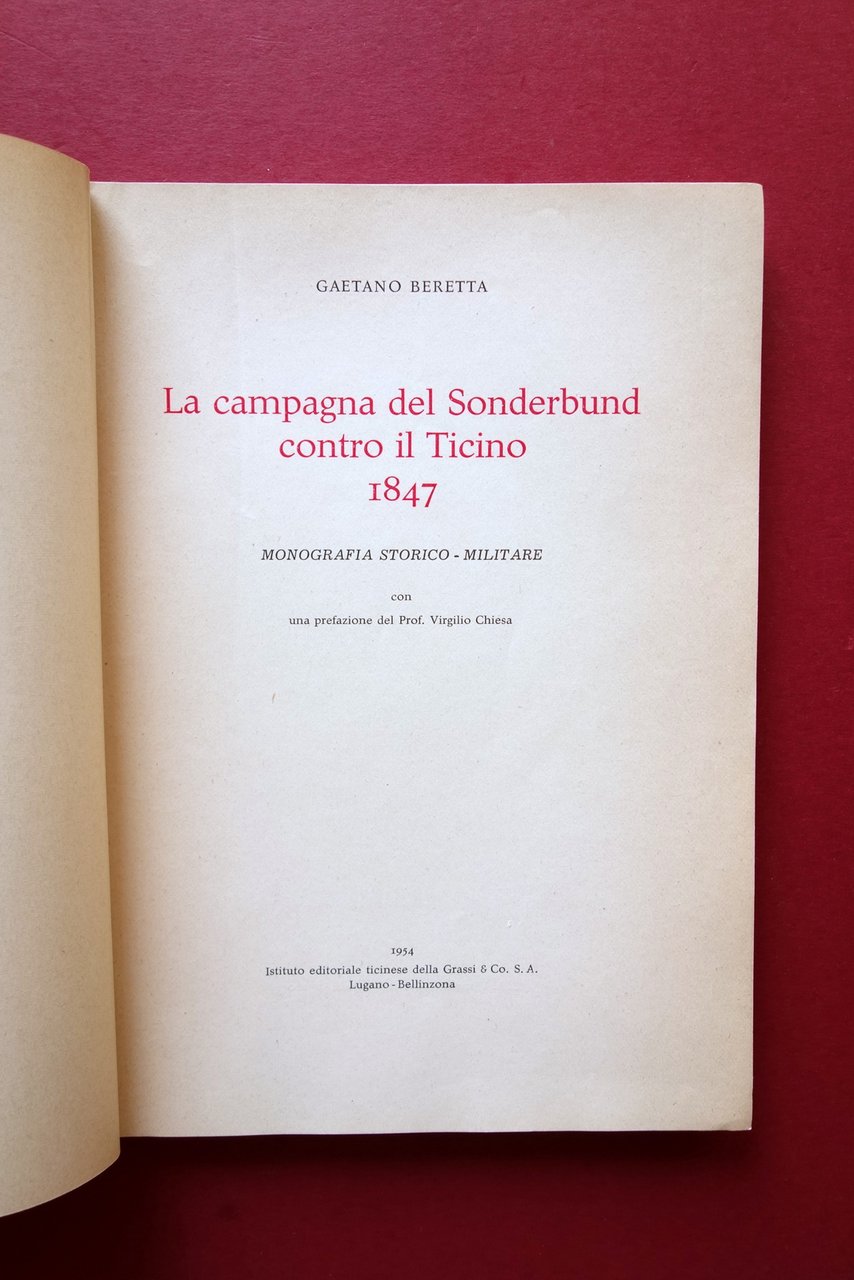 GAETANO BERETTA
La campagna del Sonderbund
contro il Ticino
1847
MONOGRAFIA STORICO - MILITARE
con
una prefazione del Prof. Virgilio Chiesa
1954
Istituto editoriale ticinese della Grassi & Co. S. A.
Lugano - Bellinzona